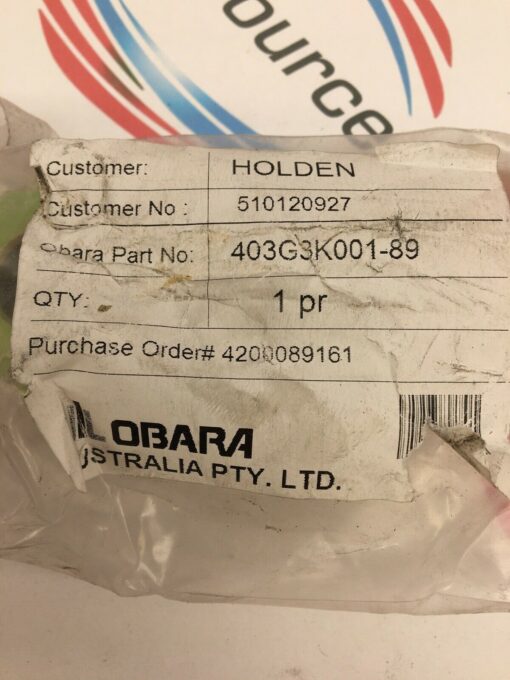 ource
Customer: HOLDEN
Customer No : 510120927
Obara Part No: 403G3K001-89
QTY: 1 pr
Purchase Order# 4200089161
OBARA
USTRALIA PTY. LTD.